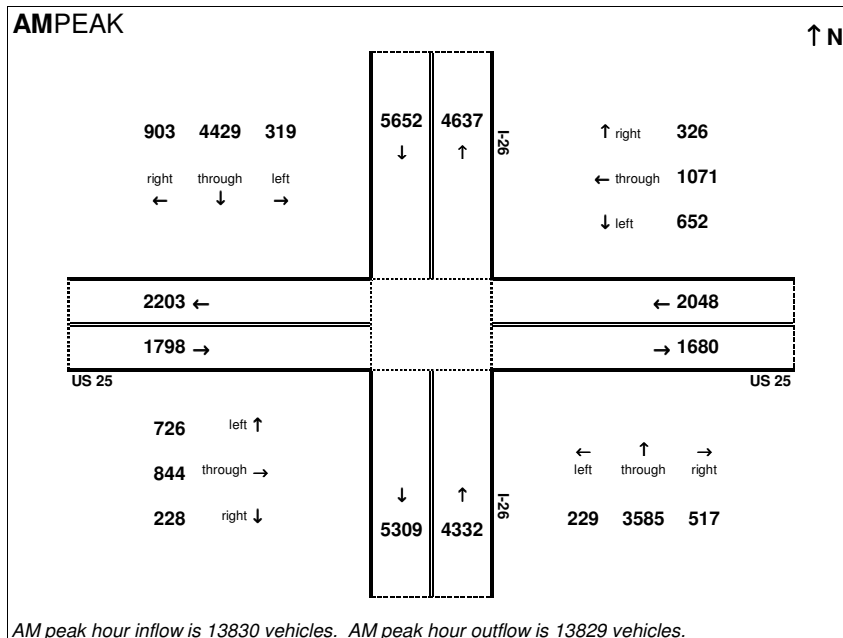 AMPEAK
↑ N
903 4429 319
right through left
← ↓ →
5652 4637
↓ ↑
I-26
↑ right 326
← through 1071
↓ left 652
2203 ←
← 2048
1798 →
→ 1680
US 25
US 25
726 left ↑
844 through →
228 right ↓
↓ ↑
5309 4332
I-26
← ↑ →
left through right
229 3585 517
AM peak hour inflow is 13830 vehicles. AM peak hour outflow is 13829 vehicles.